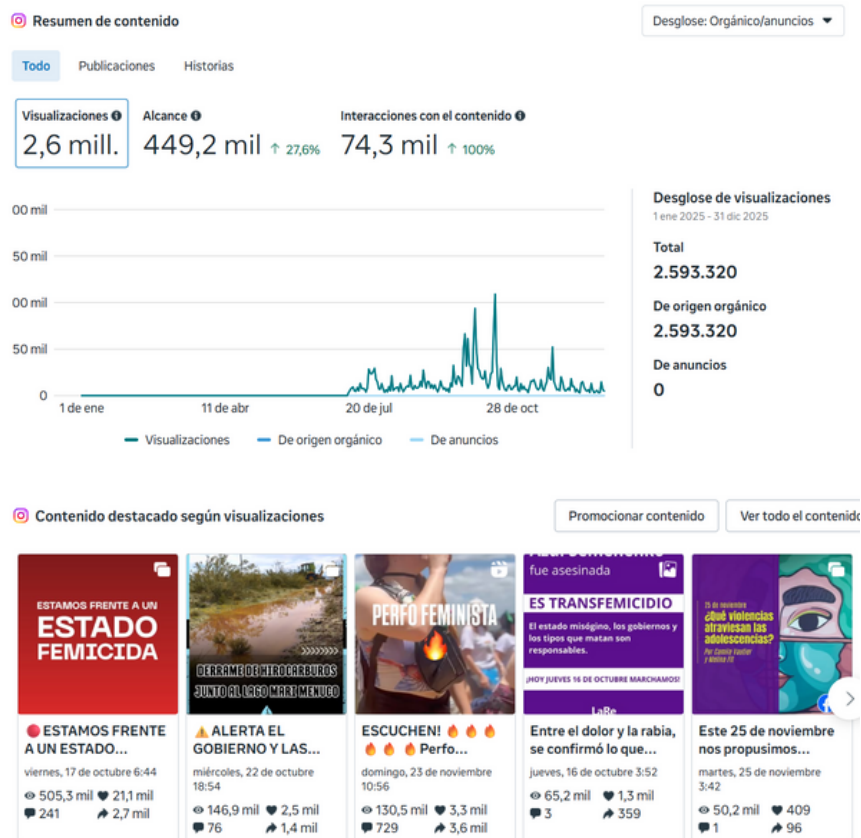 Resumen de contenido
Desglose: Orgánico/anuncios
Todo Publicaciones Historias
Visualizaciones Alcance Interacciones con el contenido
2,6 mill. 449,2 mil ↑ 27,6% 74,3 mil ↑ 100%
00 mil
50 mil
00 mil
50 mil
0
1 de ene 11 de abr 20 de jul 28 de oct
Visualizaciones De origen orgánico De anuncios
Desglose de visualizaciones
1 ene 2025 - 31 dic 2025
Total
2.593.320
De origen orgánico
2.593.320
De anuncios
0
Contenido destacado según visualizaciones
Promocionar contenido
Ver todo el contenido
ESTAMOS FRENTE A UN
ESTADO
FEMICIDA
🔴 ESTAMOS FRENTE
A UN ESTADO...
viernes, 17 de octubre 6:44
505,3 mil 21,1 mil
241 2,7 mil
DERRAME DE HIROCARBUROS
JUNTO AL LAGO MARI MENUCO
⚠️ ALERTA EL
GOBIERNO Y LAS...
miércoles, 22 de octubre
18:54
146,9 mil 2,5 mil
76 1,4 mil
PERFO FEMINISTA
ESCUCHEN! 🔥 🔥 🔥
🔥 🔥 🔥 Perfo...
domingo, 23 de noviembre
10:56
130,5 mil 3,3 mil
729 3,6 mil
fue asesinada
ES TRANSFEMICIDIO
El estado misógino, los gobiernos y
los tipos que matan son
responsables.
¡HOY JUEVES 16 DE OCTUBRE MARCHAMOS!
LaRe
Entre el dolor y la rabia,
se confirmó lo que...
jueves, 16 de octubre 3:52
65,2 mil 1,3 mil
3 359
25 de noviembre
¿Qué violencias
atraviesan las
adolescencias?
Este 25 de noviembre
nos propusimos...
martes, 25 de noviembre
3:42
50,2 mil 409
1 96